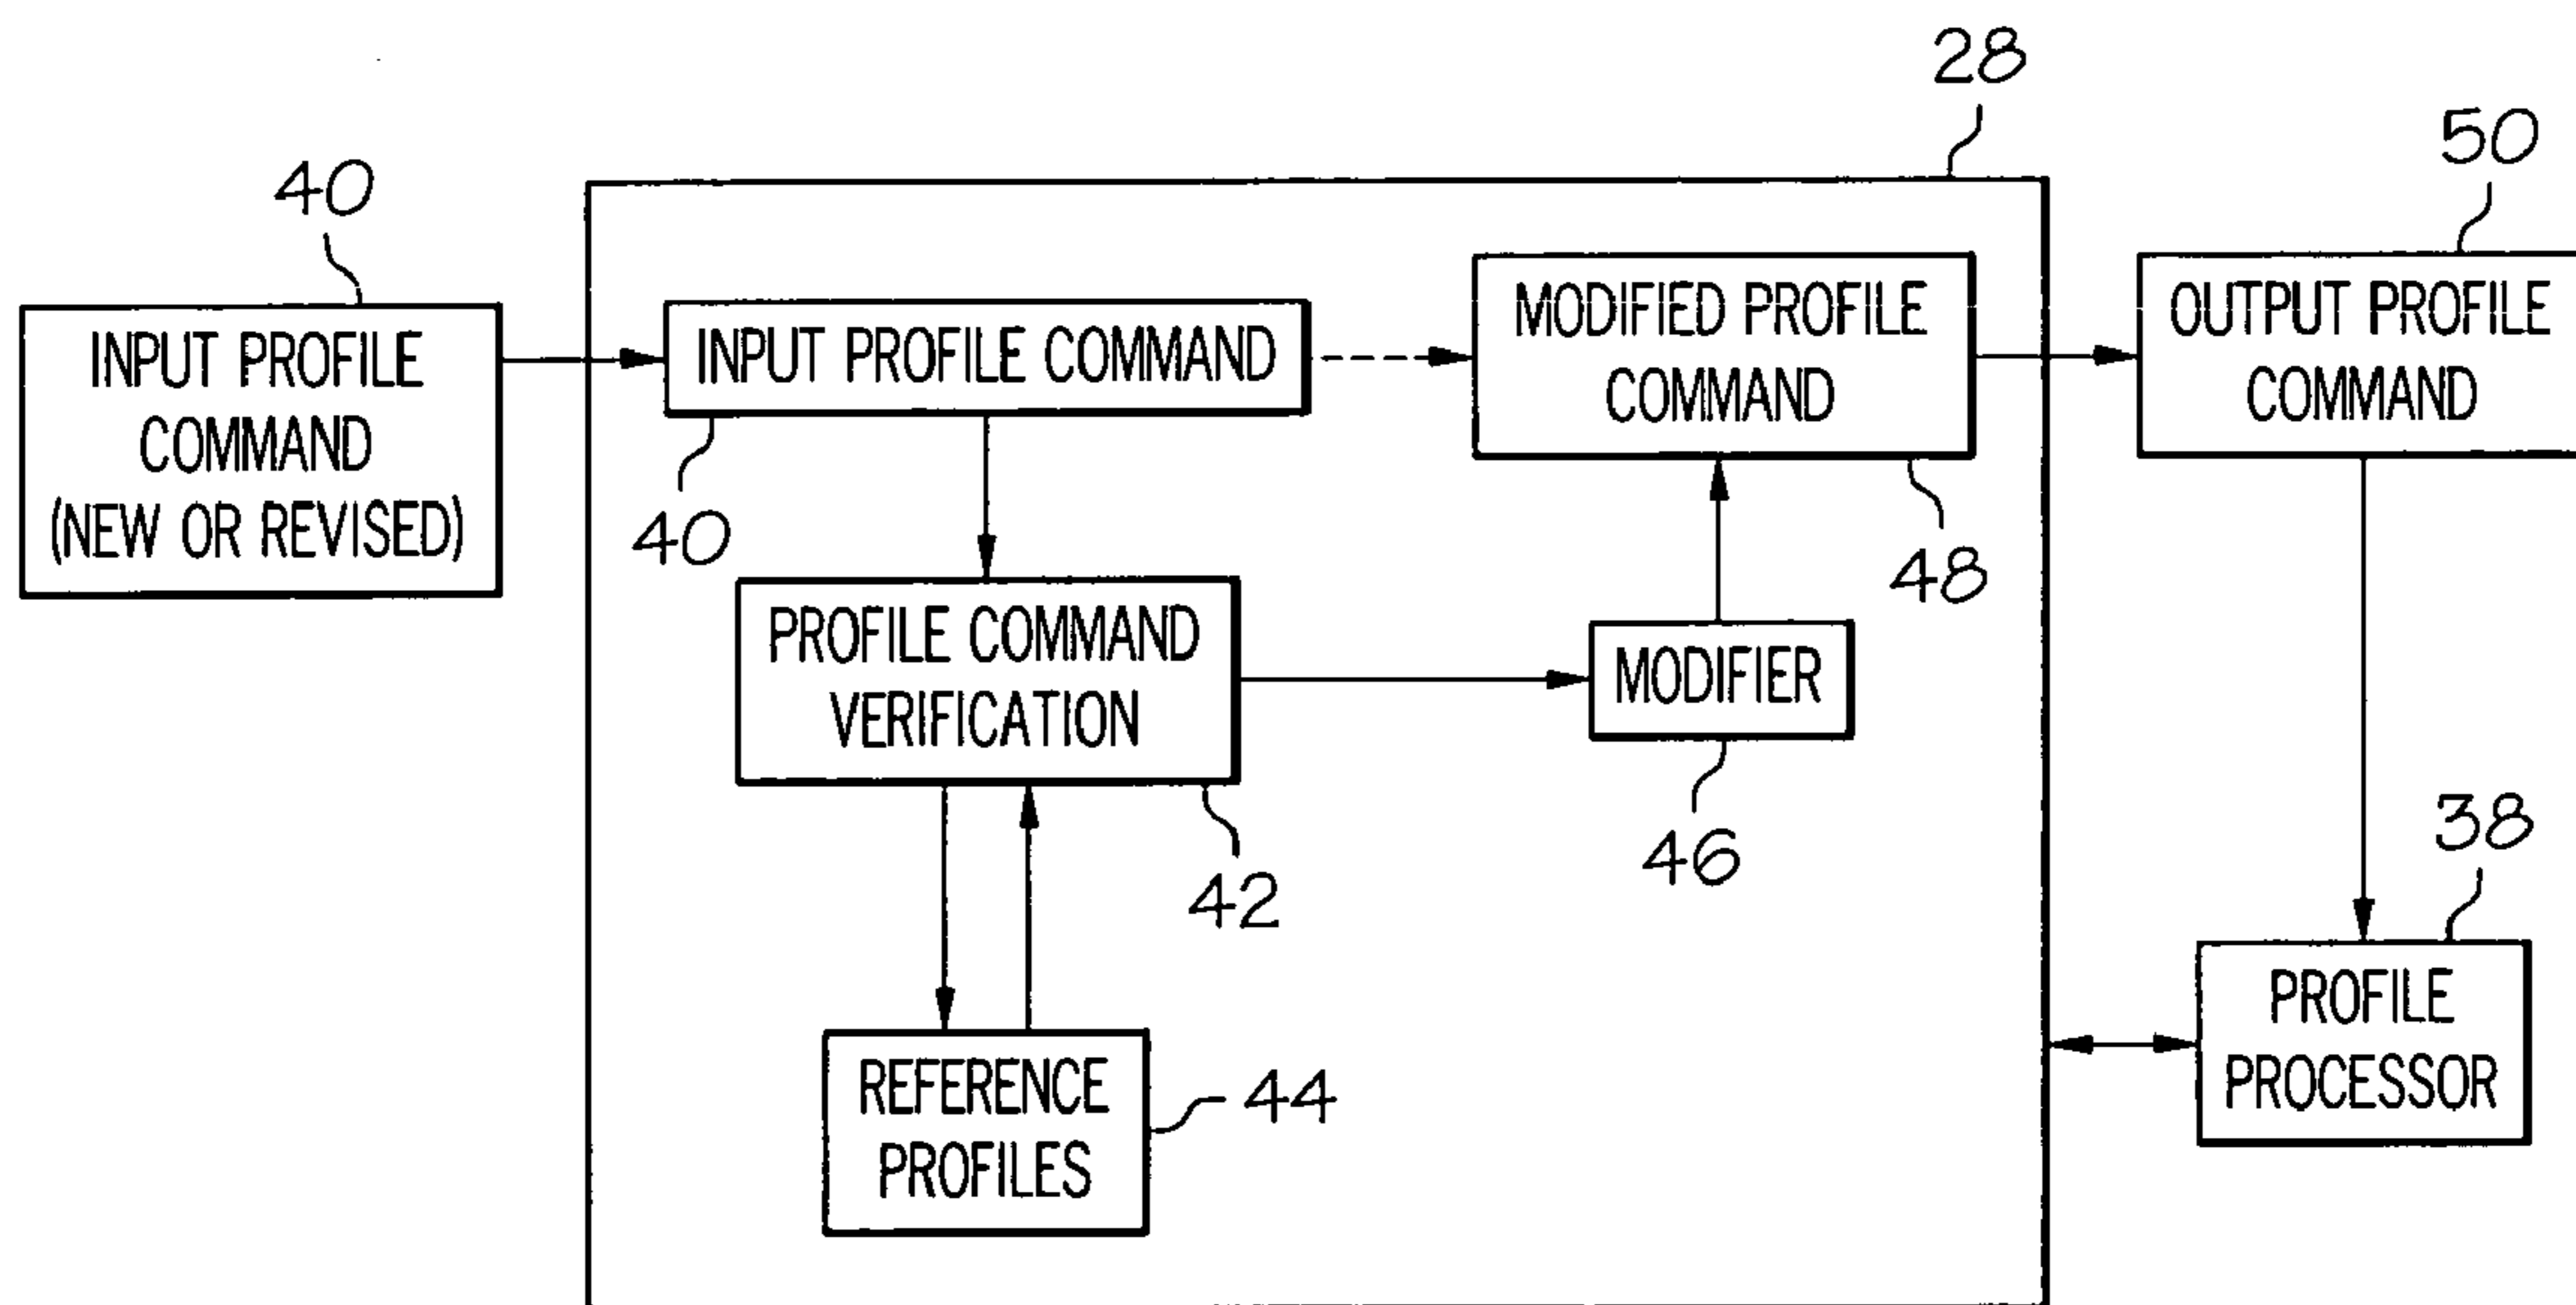 28
50
40
INPUT PROFILE
COMMAND
(NEW OR REVISED)
INPUT PROFILE COMMAND
40
MODIFIED PROFILE
COMMAND
48
OUTPUT PROFILE
COMMAND
PROFILE COMMAND
VERIFICATION
42
MODIFIER
46
38
REFERENCE
PROFILES
44
PROFILE
PROCESSOR